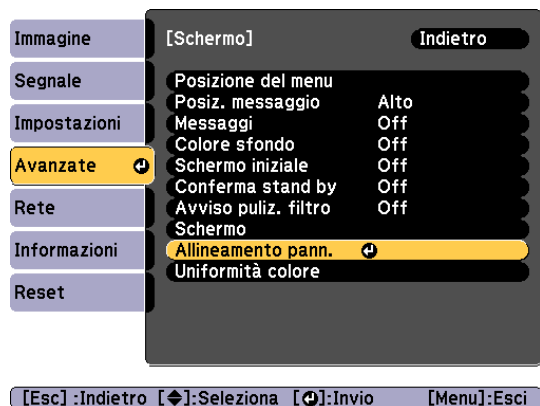 Immagine
Segnale
Impostazioni
Avanzate
Rete
Informazioni
Reset
[Schermo] Indietro
Posizione del menu
Posiz. messaggio Alto
Messaggi Off
Colore sfondo Off
Schermo iniziale Off
Conferma stand by Off
Avviso puliz. filtro Off
Schermo
Allineamento pann.
Uniformità colore
[Esc] :Indietro [◆]:Seleziona [⏎]:Invio [Menu]:Esci